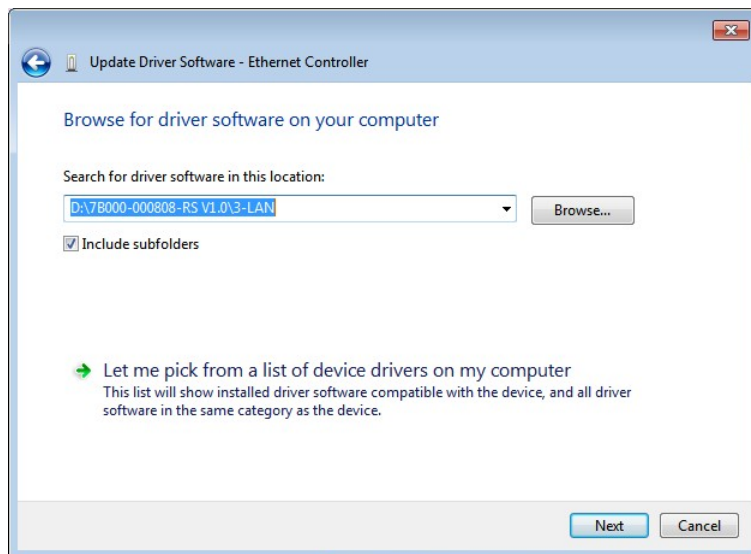 Update Driver Software - Ethernet Controller
Browse for driver software on your computer
Search for driver software in this location:
D:\7B000-000808-RS V1.0\3-LAN
Browse...
Include subfolders
Let me pick from a list of device drivers on my computer
This list will show installed driver software compatible with the device, and all driver
software in the same category as the device.
Next
Cancel